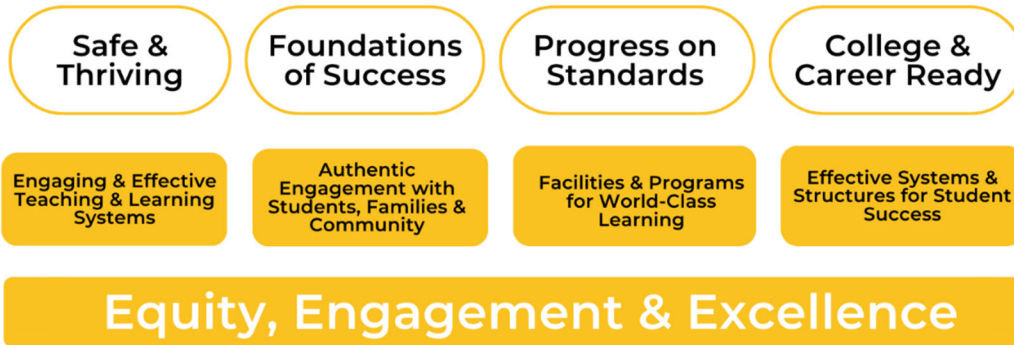 Safe &
Thriving
Foundations
of Success
Progress on
Standards
College &
Career Ready
Engaging & Effective
Teaching & Learning
Systems
Authentic
Engagement with
Students, Families &
Community
Facilities & Programs
for World-Class
Learning
Effective Systems &
Structures for Student
Success
Equity, Engagement & Excellence